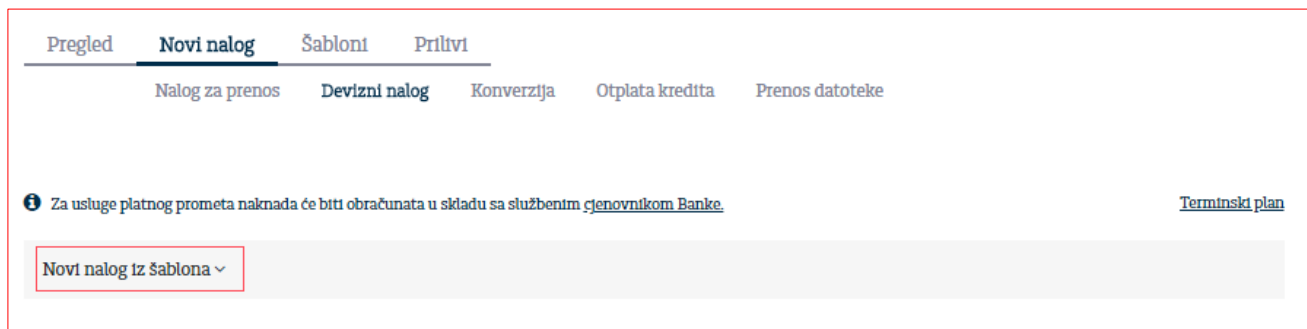 Pregled Novi nalog Šabloni Prilivi
Nalog za prenos Devizni nalog Konverzija Otplata kredita Prenos datoteke
Za usluge platnog prometa naknada će biti obračunata u skladu sa službenim cjenovnikom Banke. Terminski plan
Novi nalog iz šablona